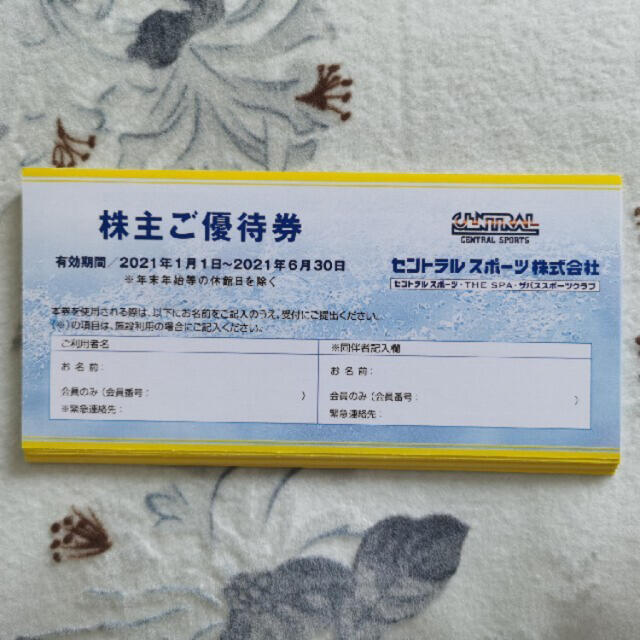 株主ご優待券
CENTRAL
CENTRAL SPORTS
有効期間/2021年1月1日～2021年6月30日
※年末年始等の休館日を除く
セントラルスポーツ株式会社
セントラルスポーツ・THE SPA・ザバススポーツクラブ
本券を使用される際は、以下にお名前をご記入のうえ、受付にご提出ください。
（※）の項目は、施設利用の場合にご記入ください。
ご利用者名
お名前：
会員のみ（会員番号：　）
※緊急連絡先：
※同伴者記入欄
お名前：
会員のみ（会員番号：　）
緊急連絡先：